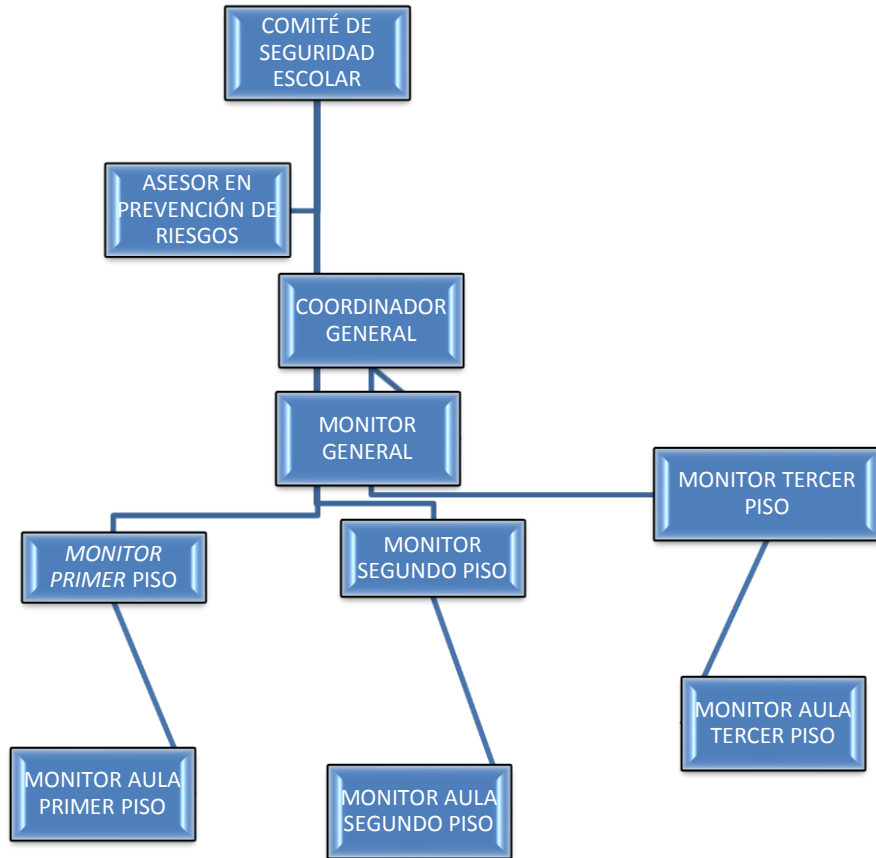 COMITÉ DE
SEGURIDAD
ESCOLAR
ASESOR EN
PREVENCIÓN DE
RIESGOS
COORDINADOR
GENERAL
MONITOR
GENERAL
MONITOR TERCER
PISO
MONITOR
PRIMER PISO
MONITOR
SEGUNDO PISO
MONITOR AULA
TERCER PISO
MONITOR AULA
PRIMER PISO
MONITOR AULA
SEGUNDO PISO